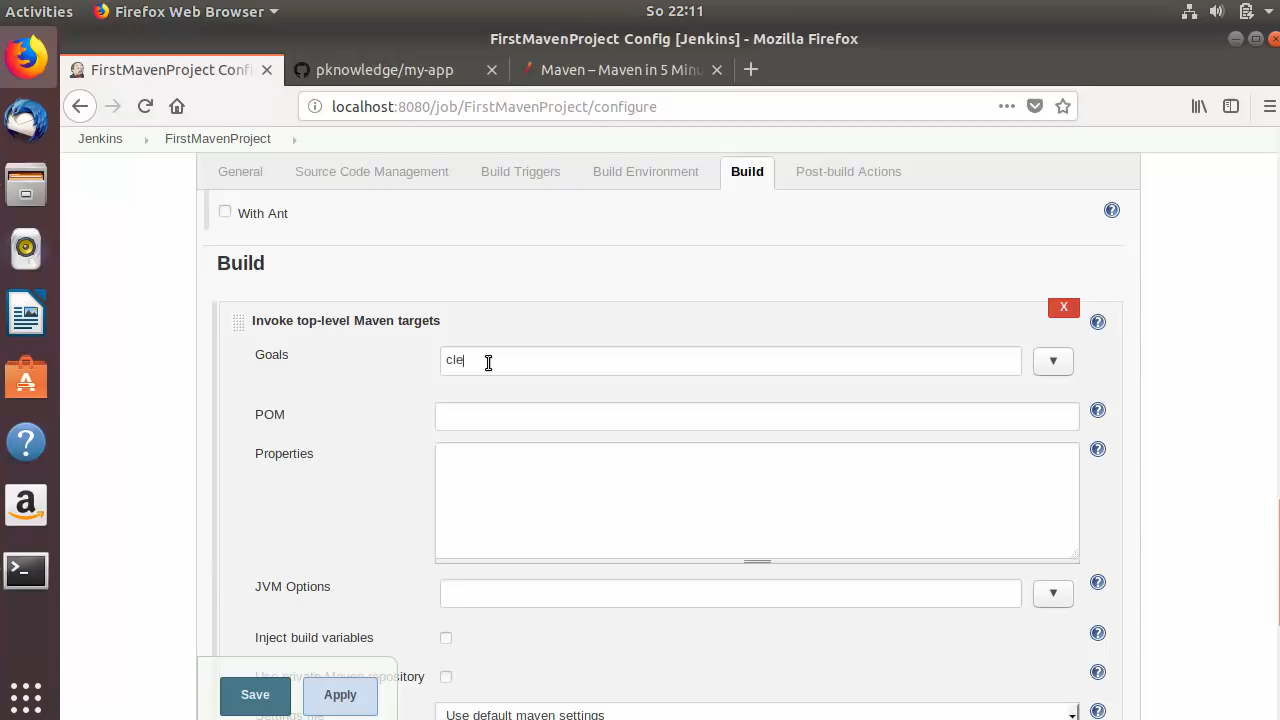 Activities Firefox Web Browser So 22:11
FirstMavenProject Config [Jenkins] - Mozilla Firefox
FirstMavenProject Confi pknowledge/my-app Maven – Maven in 5 Minu
localhost:8080/job/FirstMavenProject/configure
Jenkins FirstMavenProject
General Source Code Management Build Triggers Build Environment Build Post-build Actions
With Ant
Build
Invoke top-level Maven targets
X
Goals cle
POM
Properties
JVM Options
Inject build variables
Use private Maven repository
Save Apply
Settings file Use default maven settings